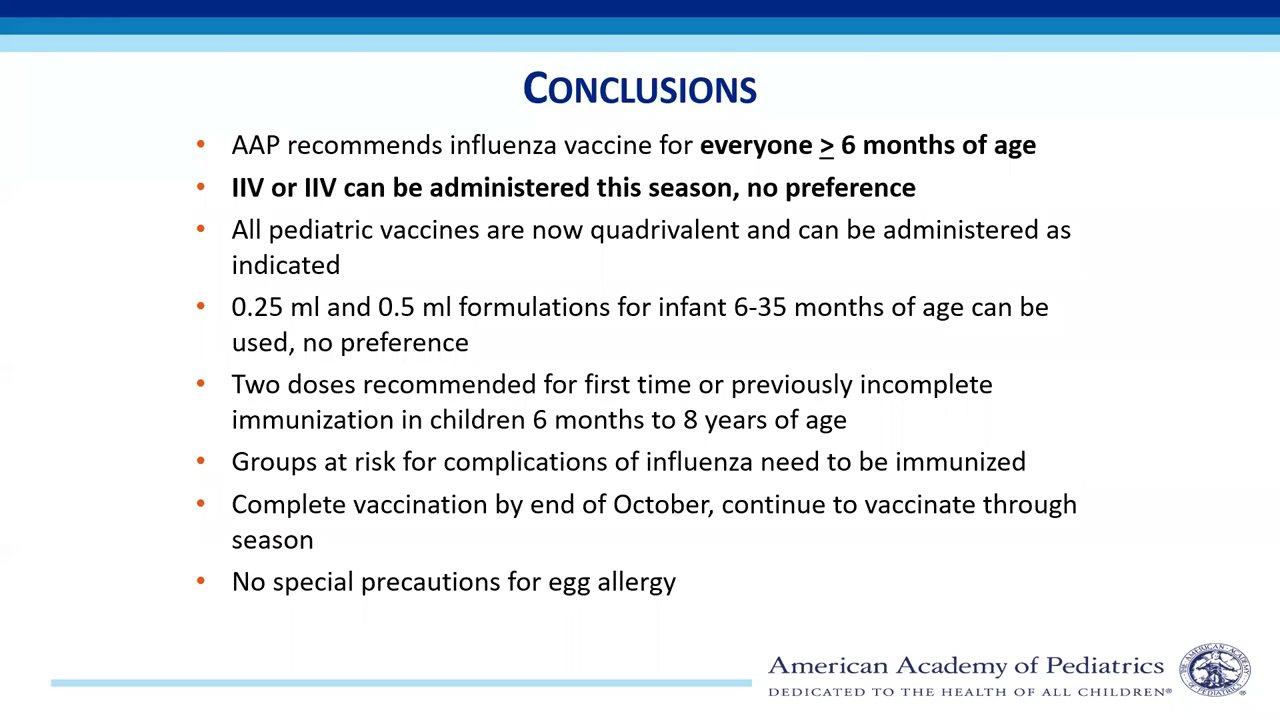 CONCLUSIONS
• AAP recommends influenza vaccine for everyone ≥ 6 months of age
• IIV or IIV can be administered this season, no preference
• All pediatric vaccines are now quadrivalent and can be administered as
indicated
• 0.25 ml and 0.5 ml formulations for infant 6-35 months of age can be
used, no preference
• Two doses recommended for first time or previously incomplete
immunization in children 6 months to 8 years of age
• Groups at risk for complications of influenza need to be immunized
• Complete vaccination by end of October, continue to vaccinate through
season
• No special precautions for egg allergy
American Academy of Pediatrics
DEDICATED TO THE HEALTH OF ALL CHILDREN®